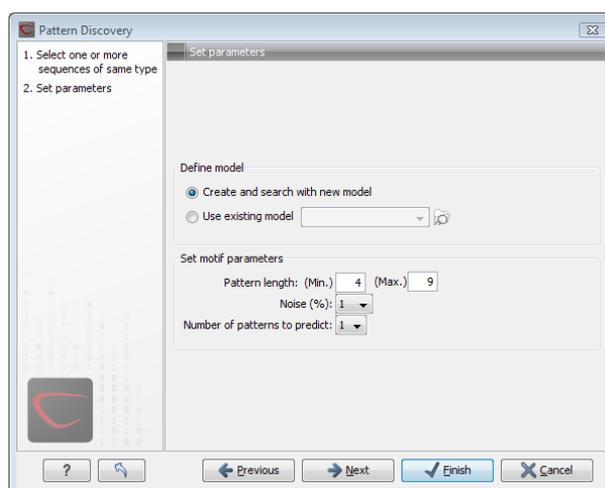 Pattern Discovery
1. Select one or more
sequences of same type
2. Set parameters
Set parameters
Define model
Create and search with new model
Use existing model
Set motif parameters
Pattern length: (Min.) 4 (Max.) 9
Noise (%): 1
Number of patterns to predict: 1
? Previous Next Finish Cancel